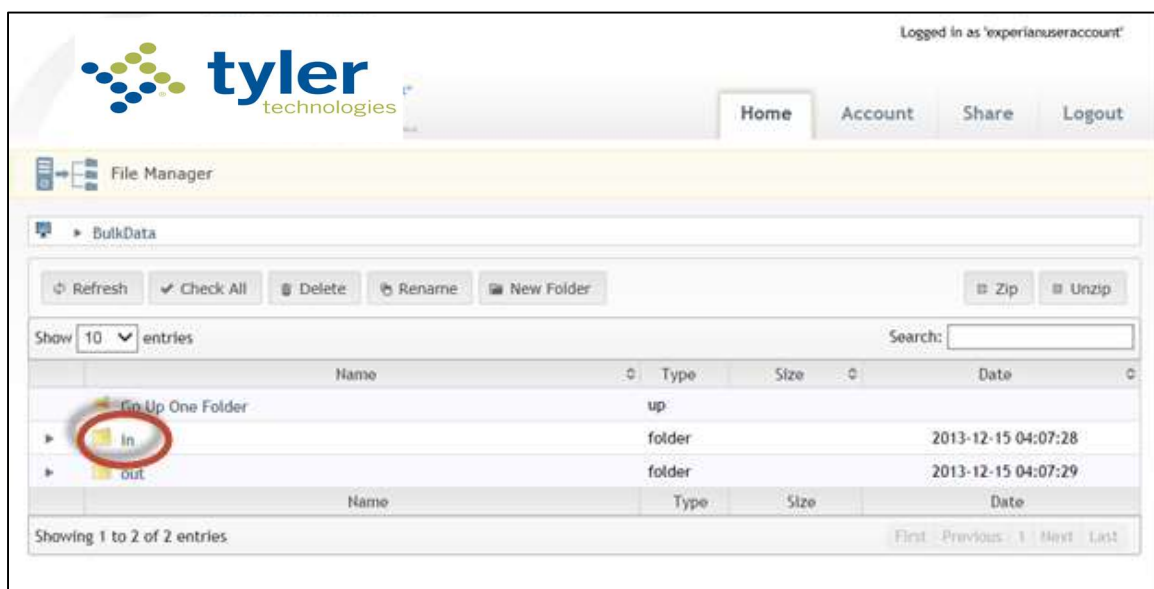 Logged in as 'experianuseraccount'
tyler
technologies
Home Account Share Logout
File Manager
BulkData
Refresh Check All Delete Rename New Folder Zip Unzip
Show 10 entries Search:
Name Type Size Date
Go Up One Folder up
in folder 2013-12-15 04:07:28
out folder 2013-12-15 04:07:29
Name Type Size Date
Showing 1 to 2 of 2 entries First Previous 1 Next Last